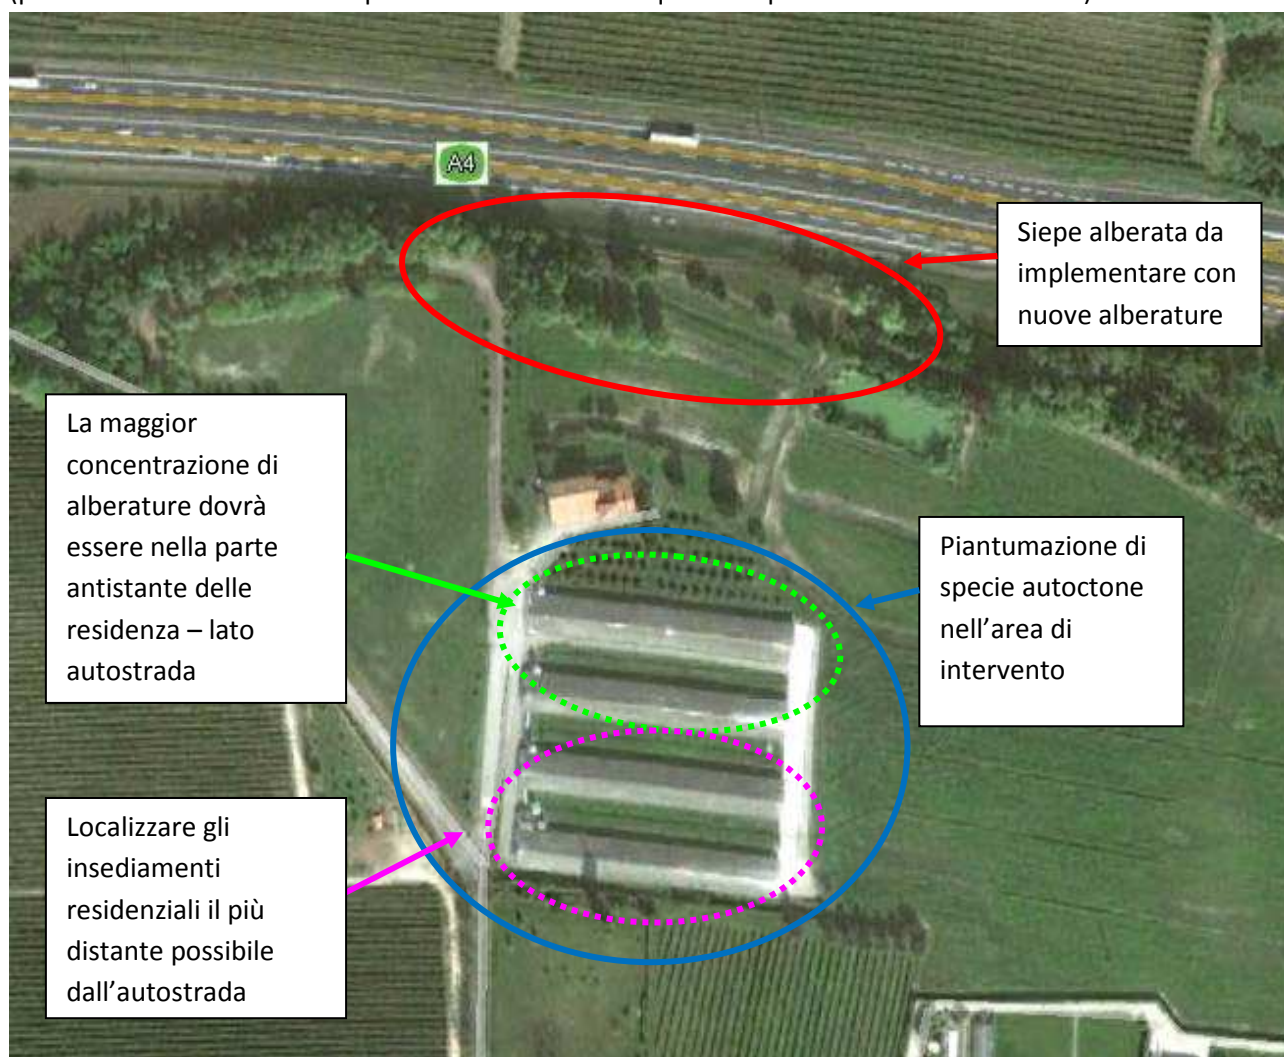 A4
Siepe alberata da
implementare con
nuove alberature
La maggior
concentrazione di
alberature dovrà
essere nella parte
antistante delle
residenza – lato
autostrada
Piantumazione di
specie autoctone
nell’area di
intervento
Localizzare gli
insediamenti
residenziali il più
distante possibile
dall’autostrada